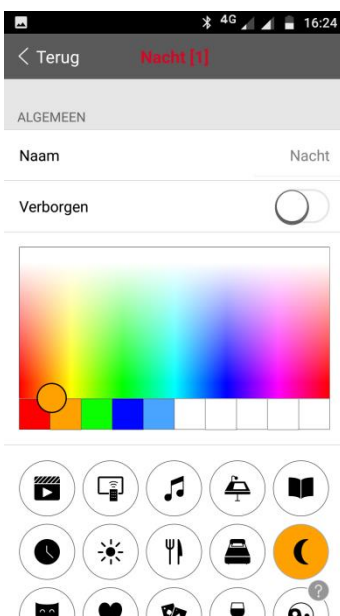 4G 16:24
< Terug Nacht [1]
ALGEMEEN
Naam Nacht
Verborgen
?